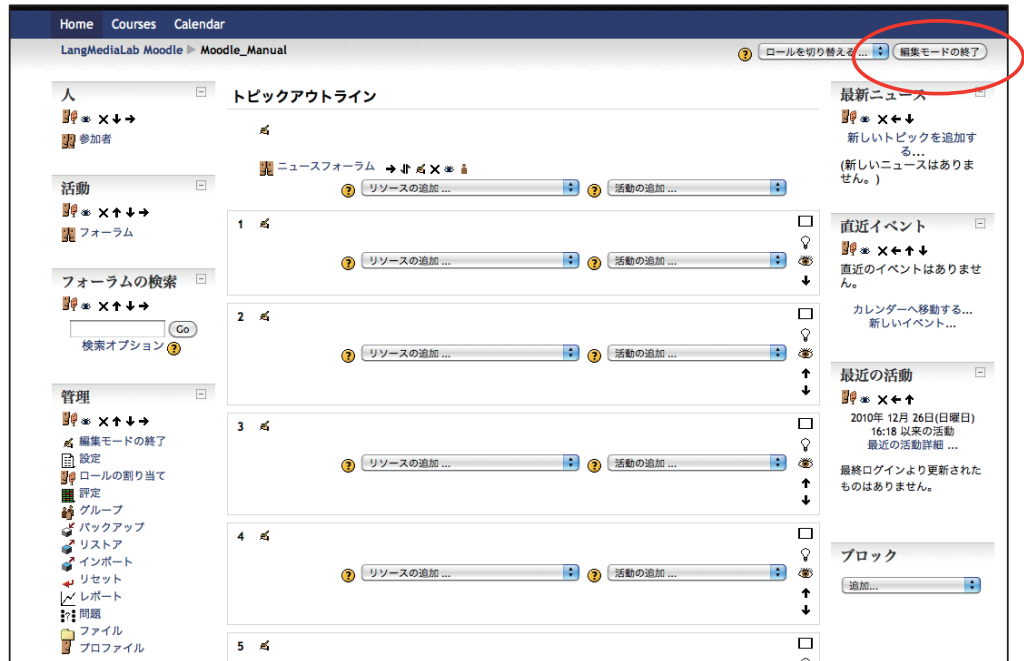 Home Courses Calendar
LangMediaLab Moodle ▶ Moodle_Manual
ロールを切り替える ...
編集モードの終了
人
参加者
活動
フォーラム
フォーラムの検索
Go
検索オプション
管理
編集モードの終了
設定
ロールの割り当て
評定
グループ
バックアップ
リストア
インポート
リセット
レポート
問題
ファイル
プロファイル
トピックアウトライン
ニュースフォーラム
リソースの追加 ... 活動の追加 ...
1
リソースの追加 ... 活動の追加 ...
2
リソースの追加 ... 活動の追加 ...
3
リソースの追加 ... 活動の追加 ...
4
リソースの追加 ... 活動の追加 ...
5
最新ニュース
新しいトピックを追加す
る...
(新しいニュースはありま
せん。)
直近イベント
直近のイベントはありませ
ん。
カレンダーへ移動する...
新しいイベント...
最近の活動
2010年 12月 26日(日曜日)
16:18 以来の活動
最近の活動詳細 ...
最終ログインより更新された
ものはありません。
ブロック
追加...